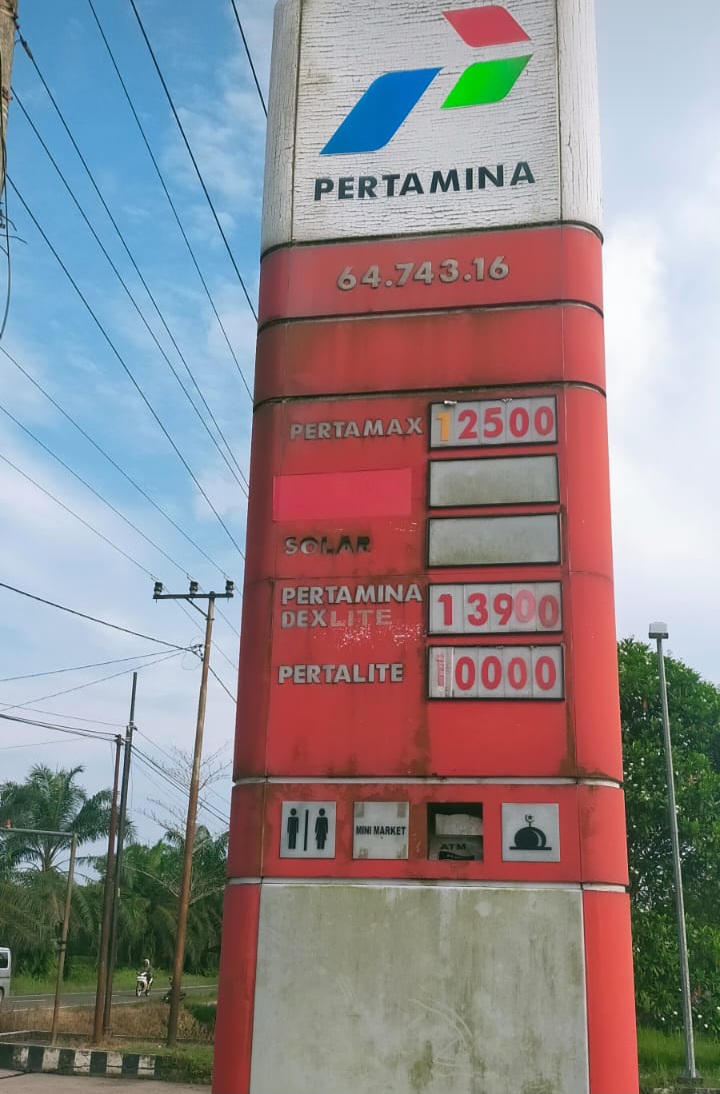 PERTAMINA
64.743.16
PERTAMAX 12500
SOLAR
PERTAMINA
DEXLITE 13900
PERTALITE 0000
MINI MARKET
ATM